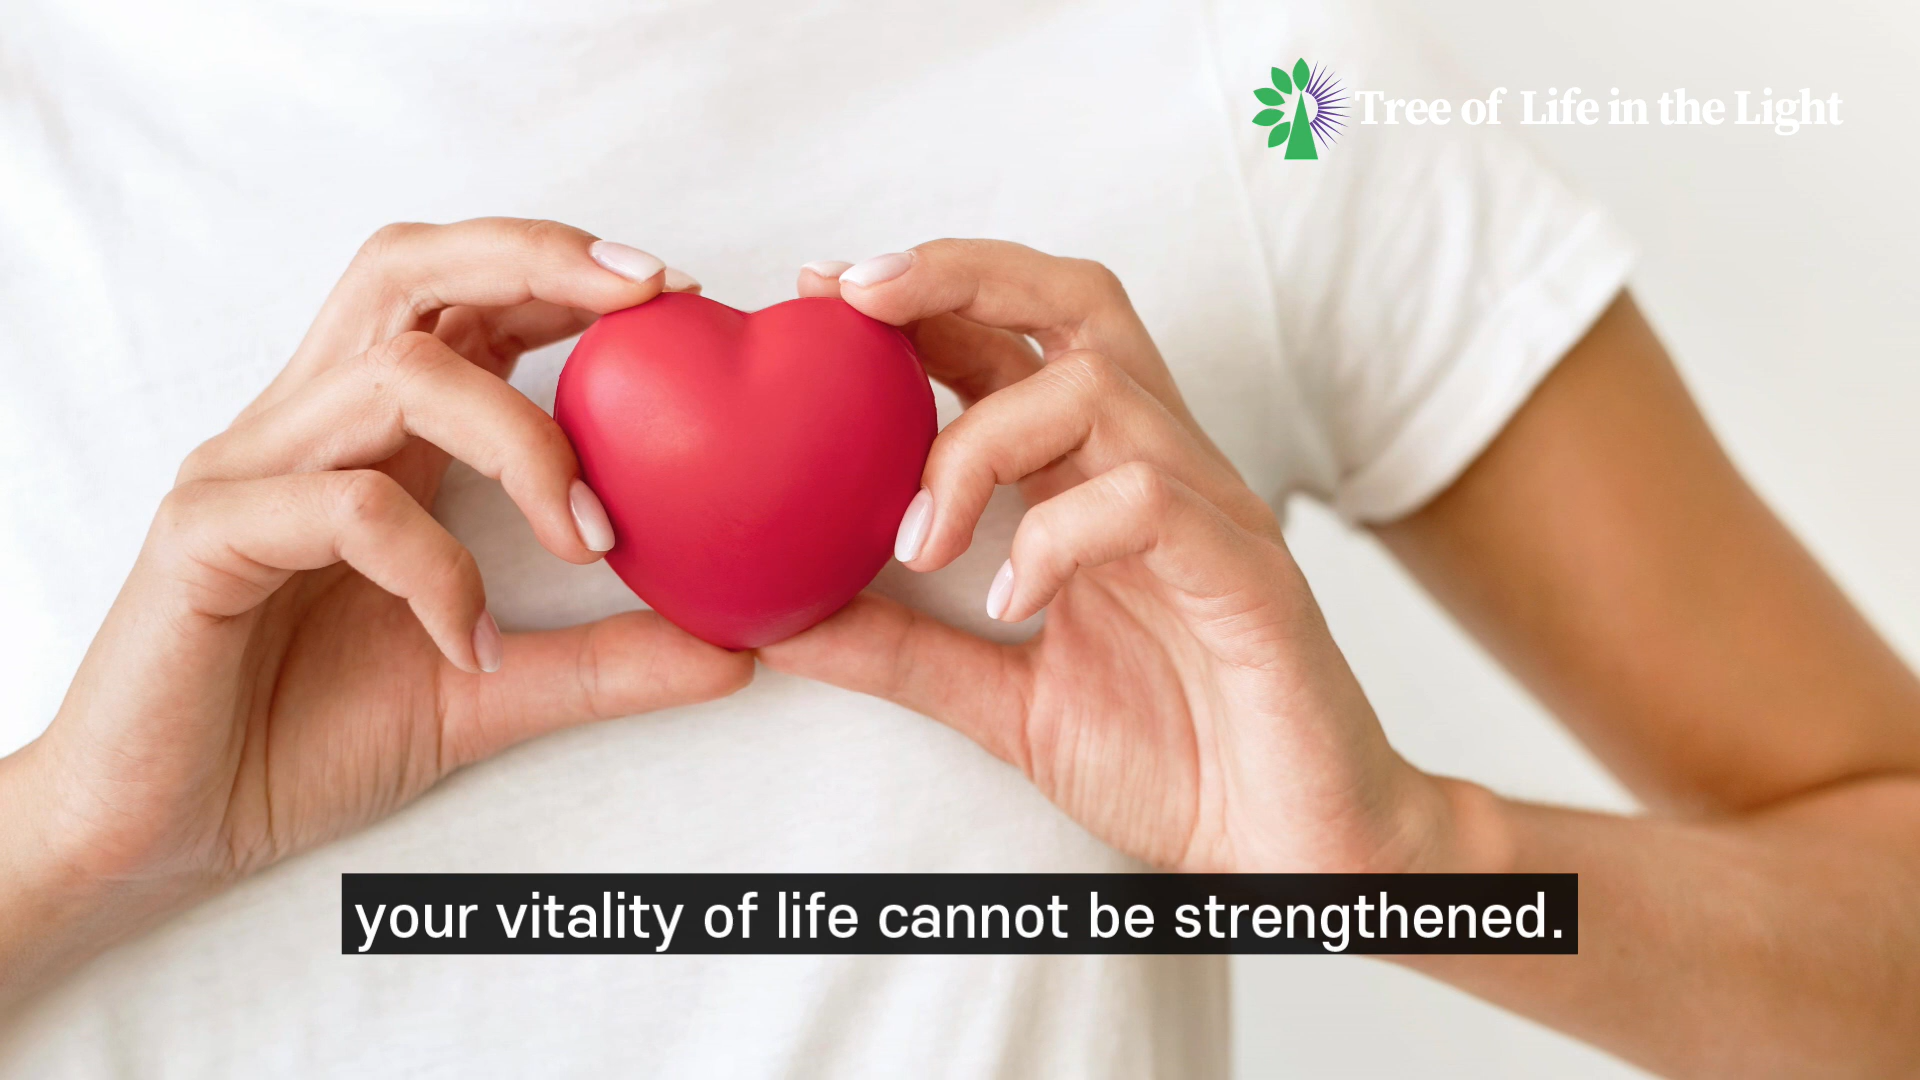 Tree of Life in the Light
your vitality of life cannot be strengthened.